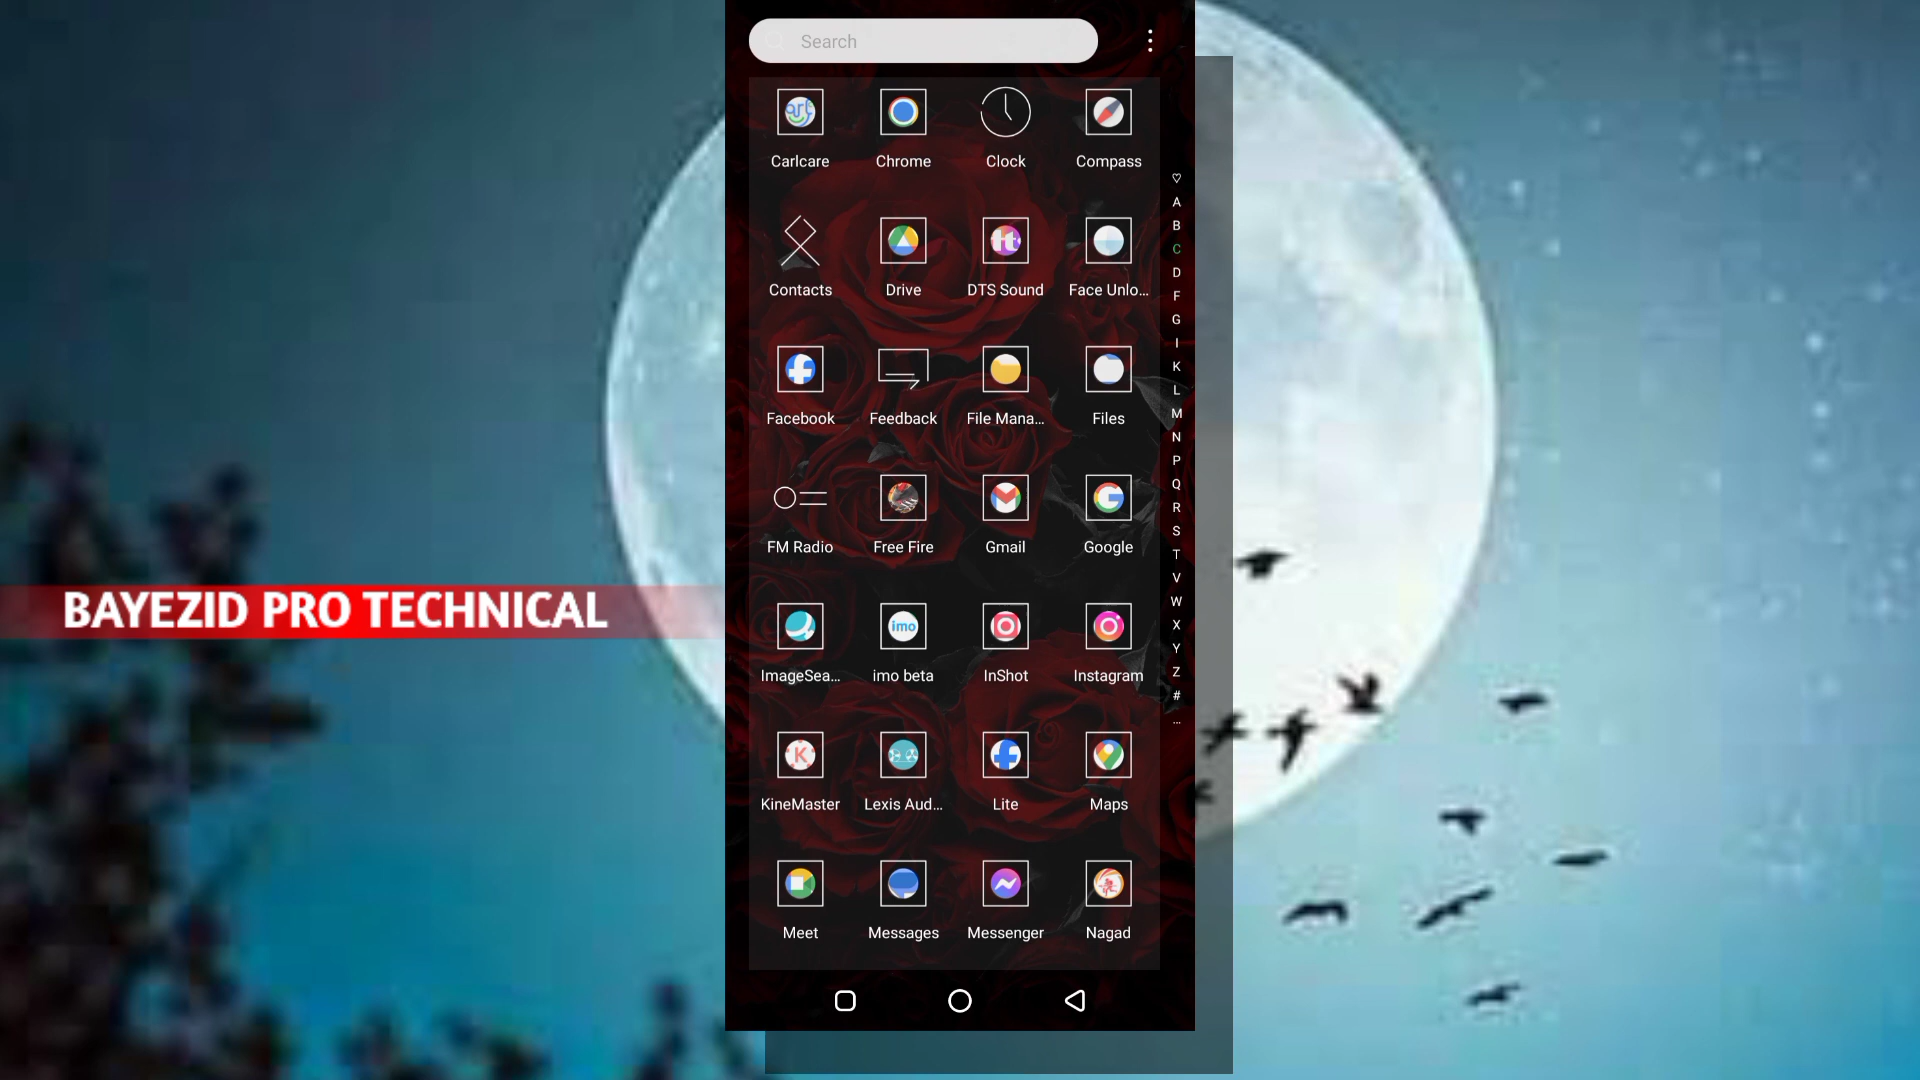 Search
Carlcare Chrome Clock Compass
Contacts Drive DTS Sound Face Unlo...
Facebook Feedback File Mana... Files
FM Radio Free Fire Gmail Google
imo
ImageSea... imo beta InShot Instagram
K
KineMaster Lexis Aud... Lite Maps
Meet Messages Messenger Nagad
♡
A
B
C
D
F
G
I
K
L
M
N
P
Q
R
S
T
V
W
X
Y
Z
#
...
BAYEZID PRO TECHNICAL